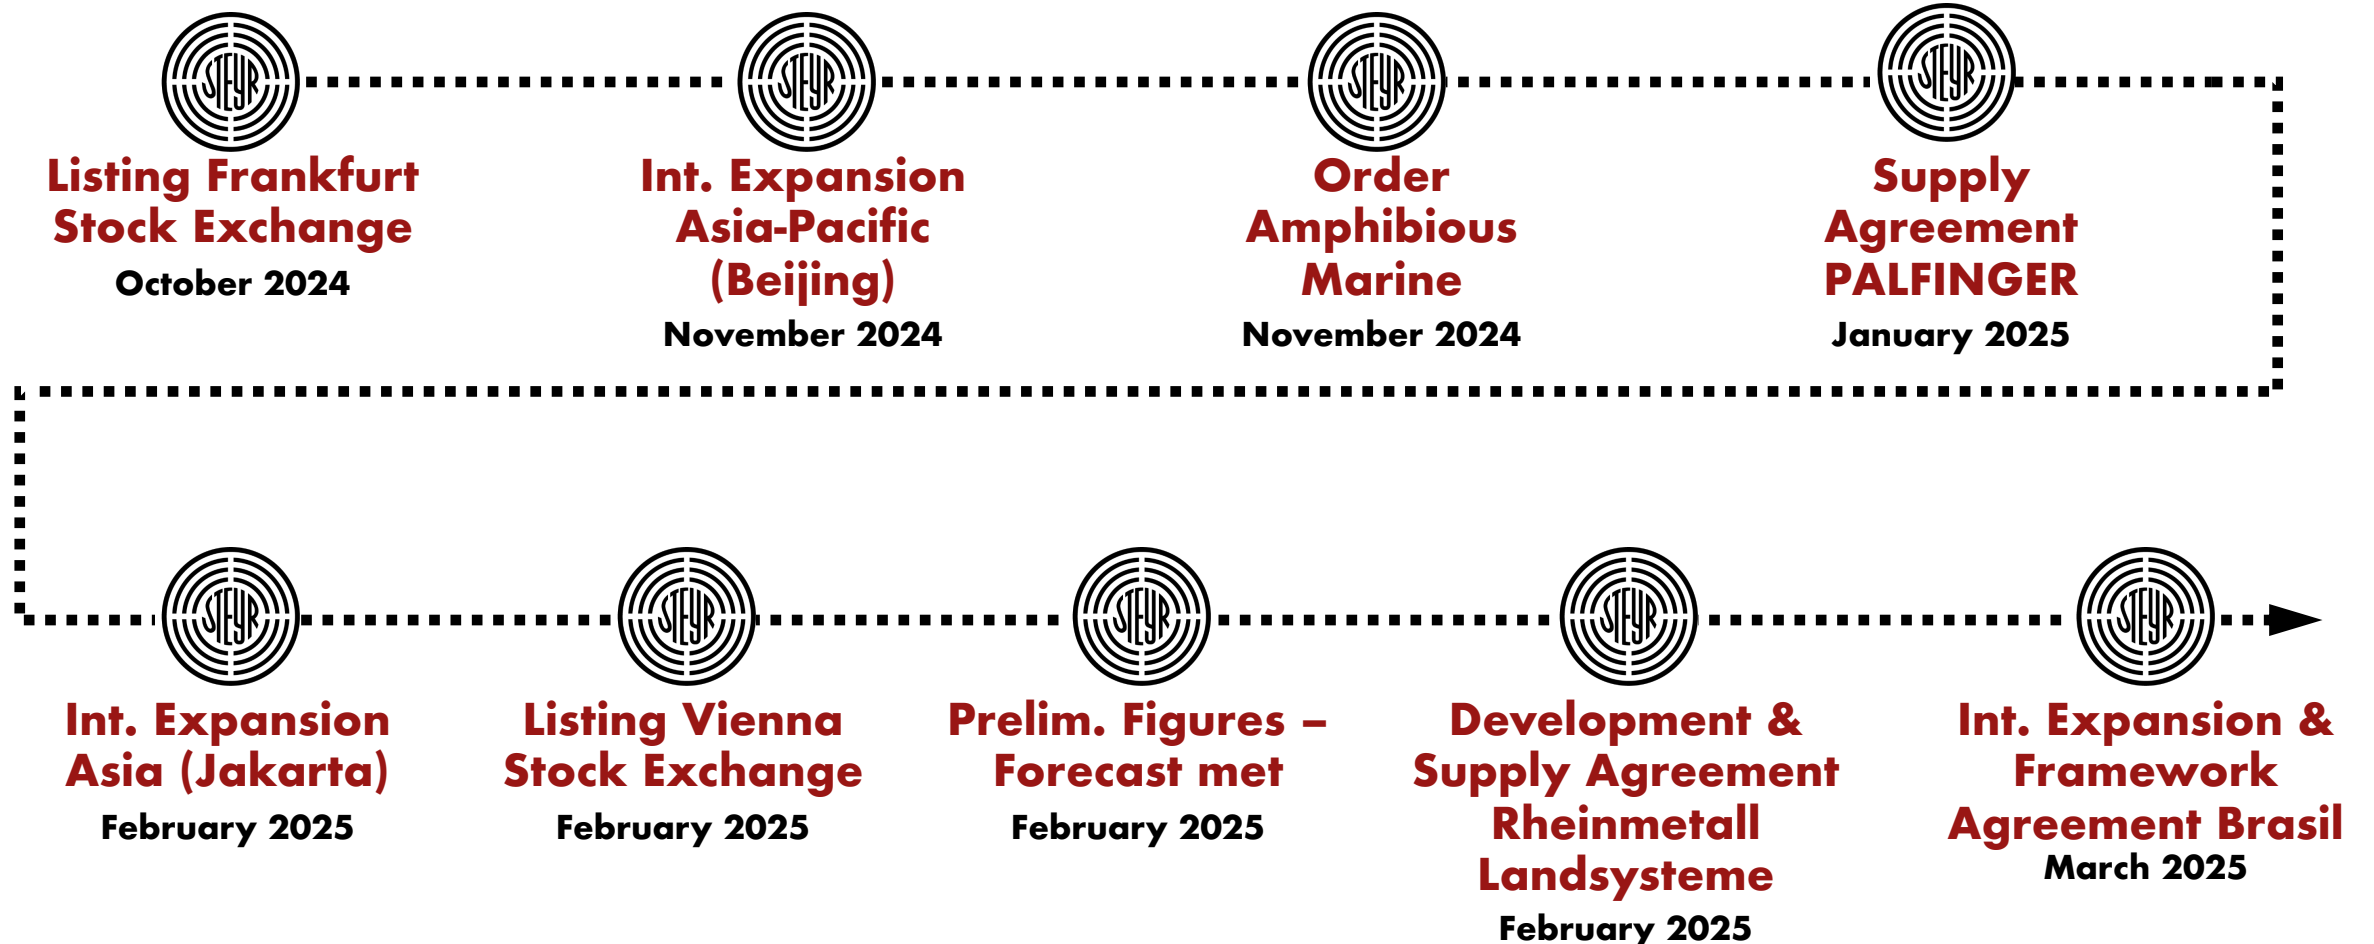 STEYR
STEYR
STEYR
STEYR
Listing Frankfurt
Stock Exchange
October 2024
Int. Expansion
Asia-Pacific
(Beijing)
November 2024
Order
Amphibious
Marine
November 2024
Supply
Agreement
PALFINGER
January 2025
STEYR
STEYR
STEYR
STEYR
STEYR
Int. Expansion
Asia (Jakarta)
February 2025
Listing Vienna
Stock Exchange
February 2025
Prelim. Figures –
Forecast met
February 2025
Development &
Supply Agreement
Rheinmetall
Landsysteme
February 2025
Int. Expansion &
Framework
Agreement Brasil
March 2025